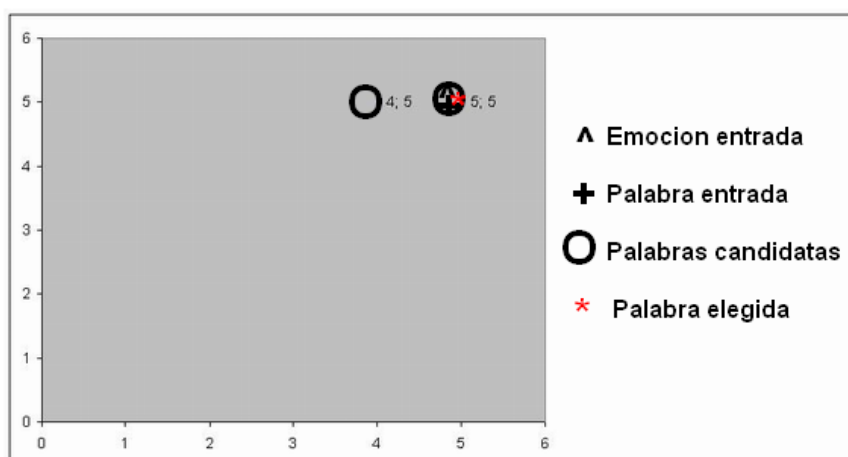 6
5
4
3
2
1
0
0 1 2 3 4 5 6
4; 5
5; 5
^ Emocion entrada
+ Palabra entrada
O Palabras candidatas
* Palabra elegida